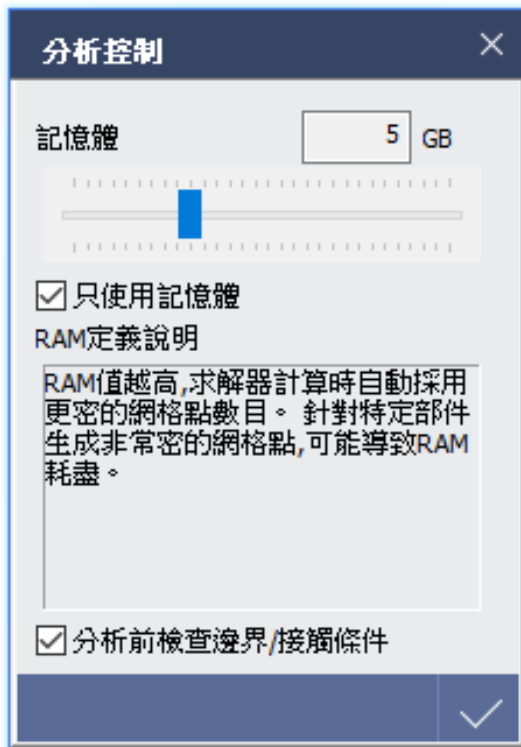 分析控制
記憶體 5 GB
只使用記憶體
RAM定義說明
RAM值越高,求解器計算時自動採用
更密的網格點數目。 針對特定部件
生成非常密的網格點,可能導致RAM
耗盡。
分析前檢查邊界/接觸條件